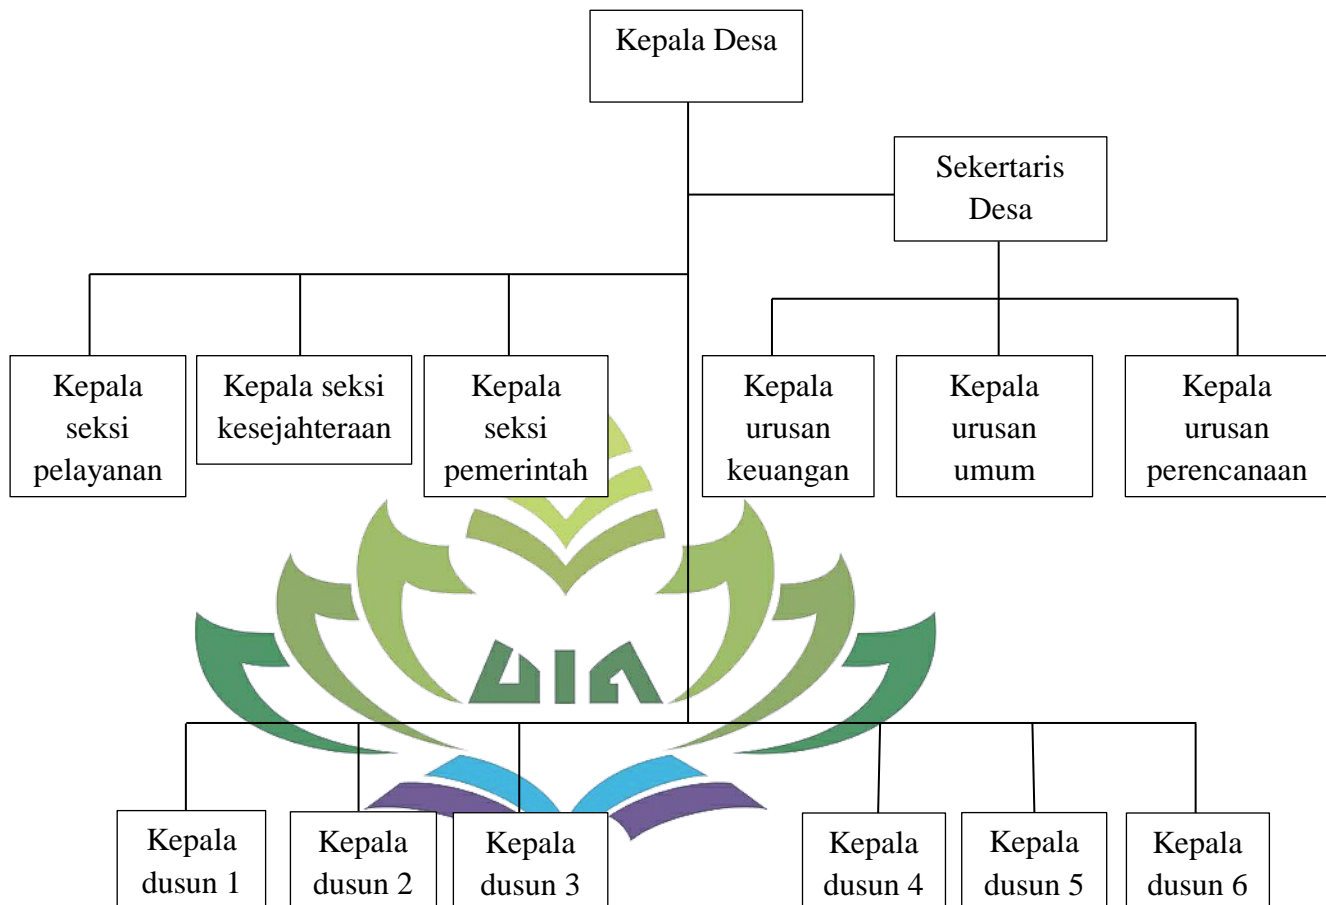 Kepala Desa
Sekertaris
Desa
Kepala
seksi
pelayanan
Kepala seksi
kesejahteraan
Kepala
seksi
pemerintah
Kepala
urusan
keuangan
Kepala
urusan
umum
Kepala
urusan
perencanaan
UIN
Kepala
dusun 1
Kepala
dusun 2
Kepala
dusun 3
Kepala
dusun 4
Kepala
dusun 5
Kepala
dusun 6